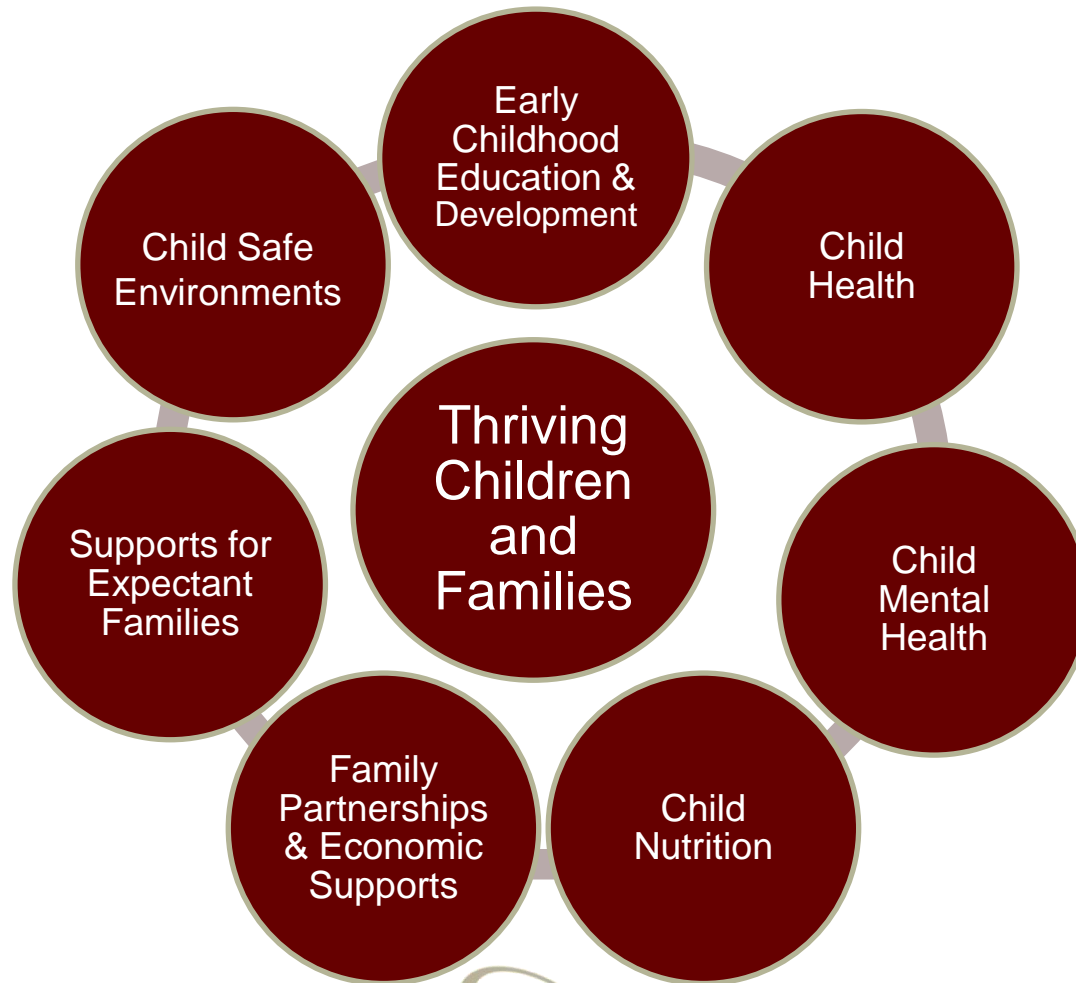 Early
Childhood
Education &
Development
Child
Health
Child
Mental
Health
Child
Nutrition
Family
Partnerships
& Economic
Supports
Supports for
Expectant
Families
Child Safe
Environments
Thriving
Children
and
Families